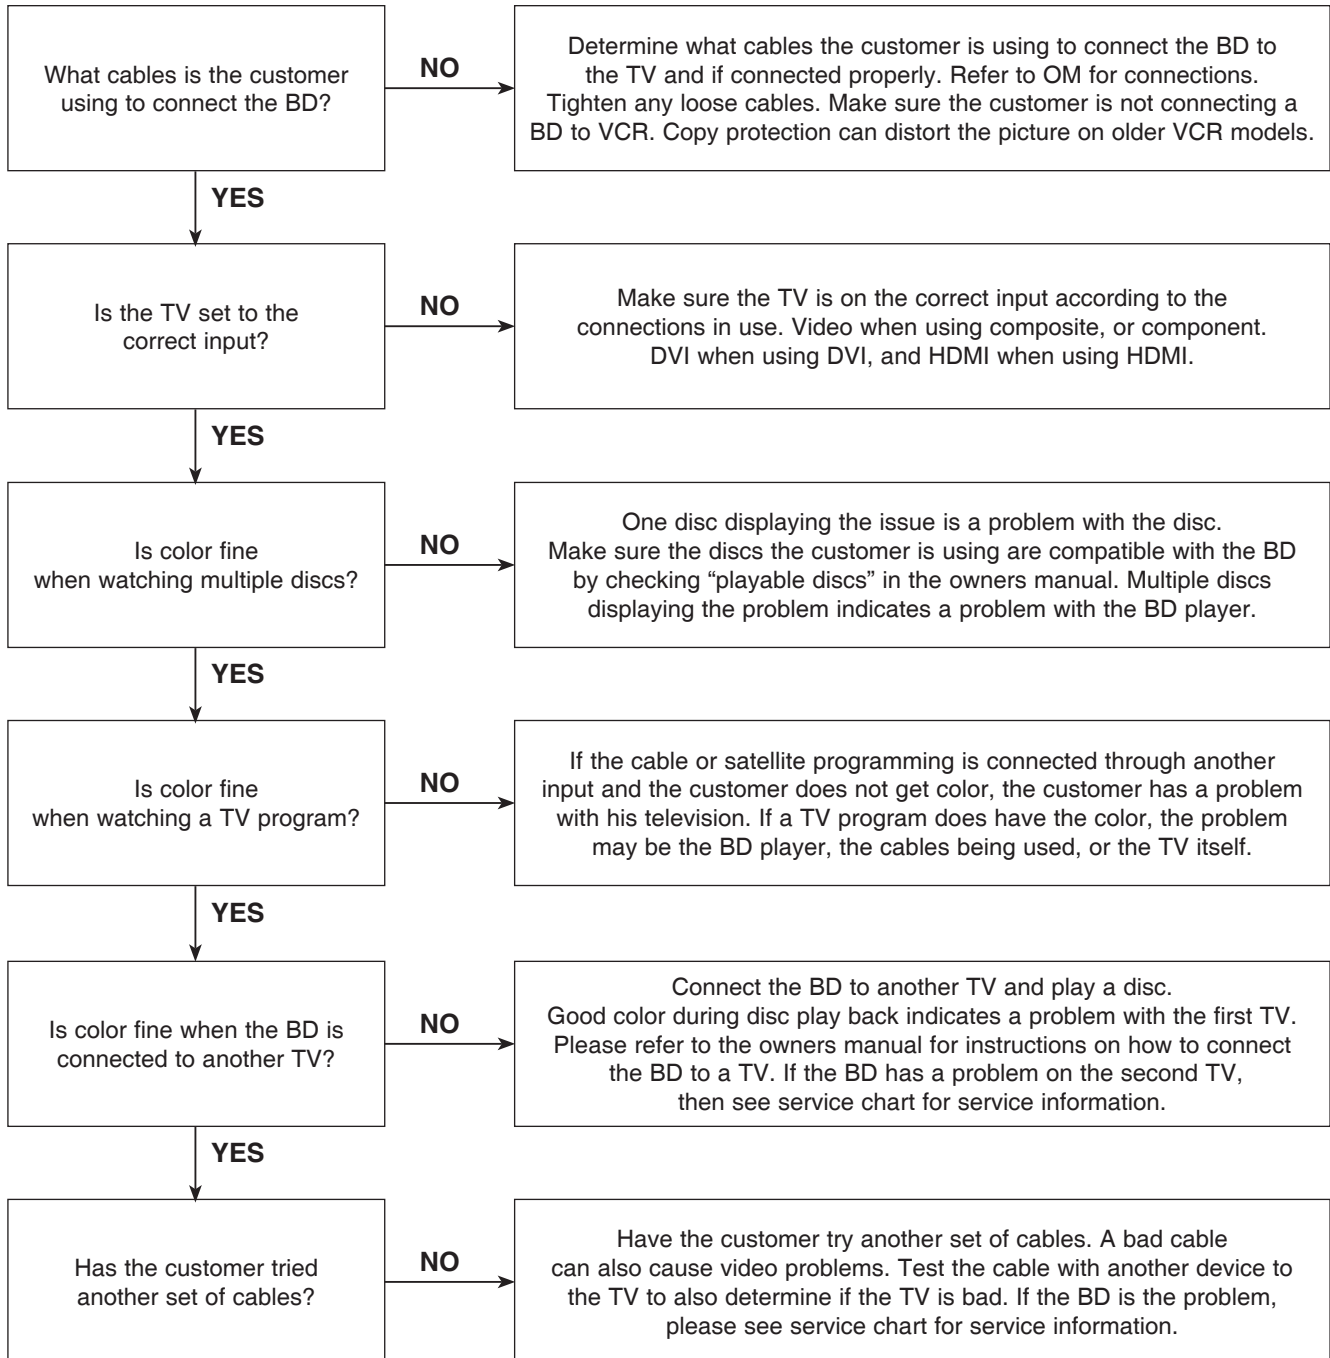 What cables is the customer
using to connect the BD?
NO
Determine what cables the customer is using to connect the BD to
the TV and if connected properly. Refer to OM for connections.
Tighten any loose cables. Make sure the customer is not connecting a
BD to VCR. Copy protection can distort the picture on older VCR models.
YES
Is the TV set to the
correct input?
NO
Make sure the TV is on the correct input according to the
connections in use. Video when using composite, or component.
DVI when using DVI, and HDMI when using HDMI.
YES
Is color fine
when watching multiple discs?
NO
One disc displaying the issue is a problem with the disc.
Make sure the discs the customer is using are compatible with the BD
by checking “playable discs” in the owners manual. Multiple discs
displaying the problem indicates a problem with the BD player.
YES
Is color fine
when watching a TV program?
NO
If the cable or satellite programming is connected through another
input and the customer does not get color, the customer has a problem
with his television. If a TV program does have the color, the problem
may be the BD player, the cables being used, or the TV itself.
YES
Is color fine when the BD is
connected to another TV?
NO
Connect the BD to another TV and play a disc.
Good color during disc play back indicates a problem with the first TV.
Please refer to the owners manual for instructions on how to connect
the BD to a TV. If the BD has a problem on the second TV,
then see service chart for service information.
YES
Has the customer tried
another set of cables?
NO
Have the customer try another set of cables. A bad cable
can also cause video problems. Test the cable with another device to
the TV to also determine if the TV is bad. If the BD is the problem,
please see service chart for service information.